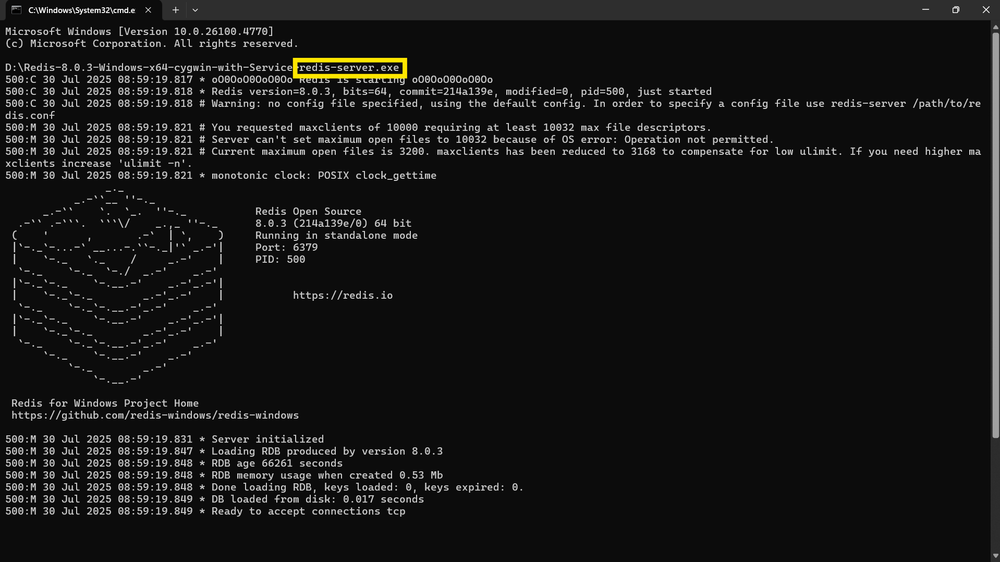 C:\Windows\System32\cmd.e
Microsoft Windows [Version 10.0.26100.4770]
(c) Microsoft Corporation. All rights reserved.
D:\Redis-8.0.3-Windows-x64-cygwin-with-Service>redis-server.exe
500:C 30 Jul 2025 08:59:19.817 * oO0OoO0OoO0Oo Redis is starting oO0OoO0OoO0Oo
500:C 30 Jul 2025 08:59:19.818 * Redis version=8.0.3, bits=64, commit=214a139e, modified=0, pid=500, just started
500:C 30 Jul 2025 08:59:19.818 # Warning: no config file specified, using the default config. In order to specify a config file use redis-server /path/to/re
dis.conf
500:M 30 Jul 2025 08:59:19.821 # You requested maxclients of 10000 requiring at least 10032 max file descriptors.
500:M 30 Jul 2025 08:59:19.821 # Server can't set maximum open files to 10032 because of OS error: Operation not permitted.
500:M 30 Jul 2025 08:59:19.821 # Current maximum open files is 3200. maxclients has been reduced to 3168 to compensate for low ulimit. If you need higher ma
xclients increase 'ulimit -n'.
500:M 30 Jul 2025 08:59:19.821 * monotonic clock: POSIX clock_gettime
Redis Open Source
8.0.3 (214a139e/0) 64 bit
Running in standalone mode
Port: 6379
PID: 500
https://redis.io
Redis for Windows Project Home
https://github.com/redis-windows/redis-windows
500:M 30 Jul 2025 08:59:19.831 * Server initialized
500:M 30 Jul 2025 08:59:19.847 * Loading RDB produced by version 8.0.3
500:M 30 Jul 2025 08:59:19.848 * RDB age 66261 seconds
500:M 30 Jul 2025 08:59:19.848 * RDB memory usage when created 0.53 Mb
500:M 30 Jul 2025 08:59:19.848 * Done loading RDB, keys loaded: 0, keys expired: 0.
500:M 30 Jul 2025 08:59:19.849 * DB loaded from disk: 0.017 seconds
500:M 30 Jul 2025 08:59:19.849 * Ready to accept connections tcp